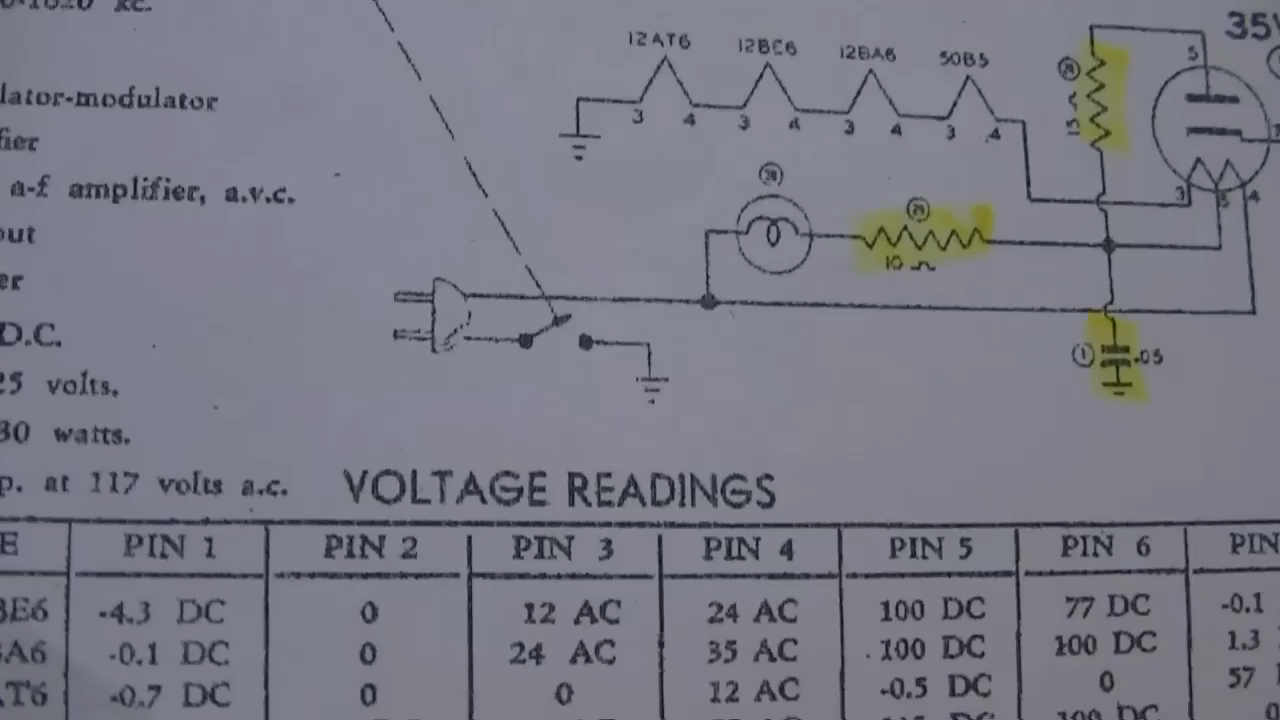 kc.
12AT6 12BE6 12BA6 50B5 35
lator-modulator
fier
a-f amplifier, a.v.c.
out
er
D.C.
25 volts.
30 watts.
p. at 117 volts a.c.
3 4 3 4 3 4 3 4
5
15 Ω
3 5 4
10 Ω
1 .05
VOLTAGE READINGS
E PIN 1 PIN 2 PIN 3 PIN 4 PIN 5 PIN 6 PIN
BE6 -4.3 DC 0 12 AC 24 AC 100 DC 77 DC -0.1
BA6 -0.1 DC 0 24 AC 35 AC 100 DC 100 DC 1.3
AT6 -0.7 DC 0 0 12 AC -0.5 DC 0 57